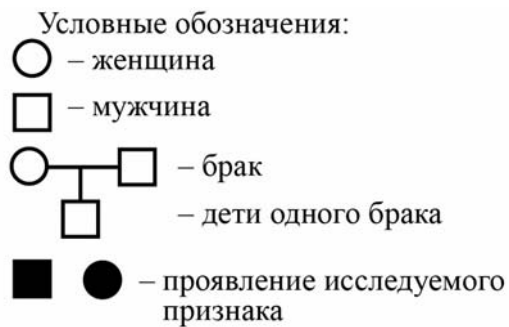 Условные обозначения:
– женщина
– мужчина
– брак
– дети одного брака
– проявление исследуемого
признака